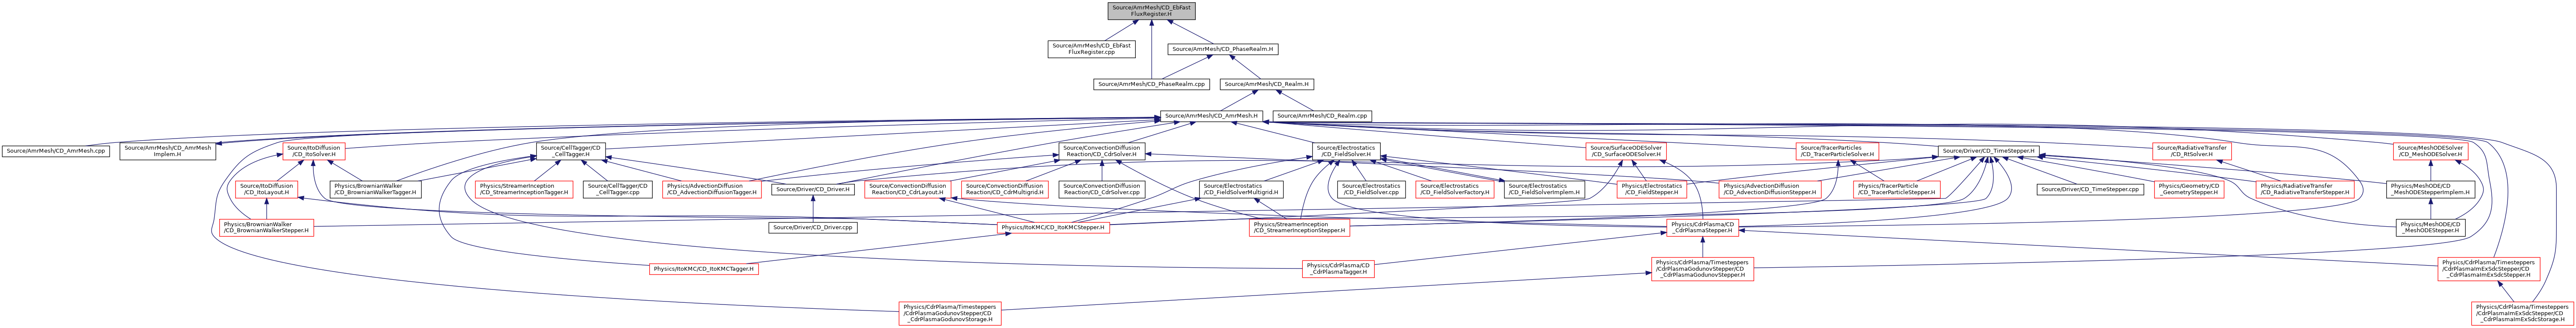 Source/AmrMesh/CD_EbFast
FluxRegister.H
Source/AmrMesh/CD_EbFast
FluxRegister.cpp
Source/AmrMesh/CD_PhaseRealm.H
Source/AmrMesh/CD_PhaseRealm.cpp
Source/AmrMesh/CD_Realm.H
Source/AmrMesh/CD_AmrMesh.H
Source/AmrMesh/CD_Realm.cpp
Source/AmrMesh/CD_AmrMesh.cpp
Source/AmrMesh/CD_AmrMesh
Implem.H
Source/ItoDiffusion
/CD_ItoSolver.H
Source/CellTagger/CD
_CellTagger.H
Source/ConvectionDiffusion
Reaction/CD_CdrSolver.H
Source/Electrostatics
/CD_FieldSolver.H
Source/SurfaceODESolver
/CD_SurfaceODESolver.H
Source/TracerParticles
/CD_TracerParticleSolver.H
Source/Driver/CD_TimeStepper.H
Source/RadiativeTransfer
/CD_RtSolver.H
Source/MeshODESolver
/CD_MeshODESolver.H
Source/ItoDiffusion
/CD_ItoLayout.H
Physics/BrownianWalker
/CD_BrownianWalkerTagger.H
Physics/StreamerInception
/CD_StreamerInceptionTagger.H
Source/CellTagger/CD
_CellTagger.cpp
Physics/AdvectionDiffusion
/CD_AdvectionDiffusionTagger.H
Source/Driver/CD_Driver.H
Source/ConvectionDiffusion
Reaction/CD_CdrLayout.H
Source/ConvectionDiffusion
Reaction/CD_CdrMultigrid.H
Source/ConvectionDiffusion
Reaction/CD_CdrSolver.cpp
Source/Electrostatics
/CD_FieldSolverMultigrid.H
Source/Electrostatics
/CD_FieldSolver.cpp
Source/Electrostatics
/CD_FieldSolverFactory.H
Source/Electrostatics
/CD_FieldSolverImplem.H
Physics/Electrostatics
/CD_FieldStepper.H
Physics/AdvectionDiffusion
/CD_AdvectionDiffusionStepper.H
Physics/TracerParticle
/CD_TracerParticleStepper.H
Source/Driver/CD_TimeStepper.cpp
Physics/Geometry/CD
_GeometryStepper.H
Physics/RadiativeTransfer
/CD_RadiativeTransferStepper.H
Physics/MeshODE/CD
_MeshODEStepperImplem.H
Physics/BrownianWalker
/CD_BrownianWalkerStepper.H
Source/Driver/CD_Driver.cpp
Physics/ItoKMC/CD_ItoKMCStepper.H
Physics/StreamerInception
/CD_StreamerInceptionStepper.H
Physics/CdrPlasma/CD
_CdrPlasmaStepper.H
Physics/MeshODE/CD
_MeshODEStepper.H
Physics/ItoKMC/CD_ItoKMCTagger.H
Physics/CdrPlasma/CD
_CdrPlasmaTagger.H
Physics/CdrPlasma/Timesteppers
/CdrPlasmaGodunovStepper/CD
_CdrPlasmaGodunovStepper.H
Physics/CdrPlasma/Timesteppers
/CdrPlasmaImExSdcStepper/CD
_CdrPlasmaImExSdcStepper.H
Physics/CdrPlasma/Timesteppers
/CdrPlasmaGodunovStepper/CD
_CdrPlasmaGodunovStorage.H
Physics/CdrPlasma/Timesteppers
/CdrPlasmaImExSdcStepper/CD
_CdrPlasmaImExSdcStorage.H